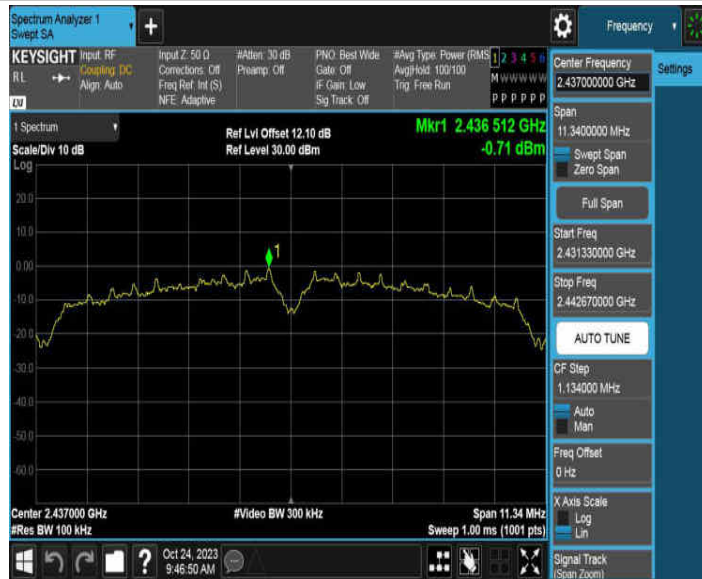 Spectrum Analyzer 1
Swept SA
Frequency
KEYSIGHT
RL
Input: RF
Coupling: DC
Align: Auto
Input Z: 50 Ω
Corrections: Off
Freq Ref: Int (S)
NFE: Adaptive
#Atten: 30 dB
Preamp: Off
PNO: Best Wide
Gate: Off
IF Gain: Low
Sig Track: Off
#Avg Type: Power (RMS
Avg|Hold: 100/100
Trig: Free Run
1 2 3 4 5 6
M W W W W W
P P P P P P
1 Spectrum
Scale/Div 10 dB
Log
Ref Lvl Offset 12.10 dB
Ref Level 30.00 dBm
Mkr1 2.436 512 GHz
-0.71 dBm
20.0
10.0
0.00
-10.0
-20.0
-30.0
-40.0
-50.0
-60.0
1
Center 2.437000 GHz
#Res BW 100 kHz
#Video BW 300 kHz
Span 11.34 MHz
Sweep 1.00 ms (1001 pts)
Oct 24, 2023
9:46:50 AM
Center Frequency
2.437000000 GHz
Settings
Span
11.3400000 MHz
Swept Span
Zero Span
Full Span
Start Freq
2.431330000 GHz
Stop Freq
2.442670000 GHz
AUTO TUNE
CF Step
1.134000 MHz
Auto
Man
Freq Offset
0 Hz
X Axis Scale
Log
Lin
Signal Track
(Span Zoom)